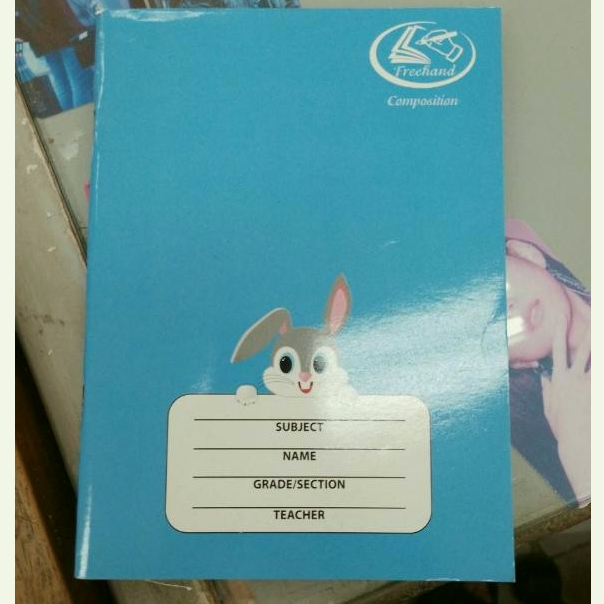 Freehand
Composition
SUBJECT
NAME
GRADE/SECTION
TEACHER